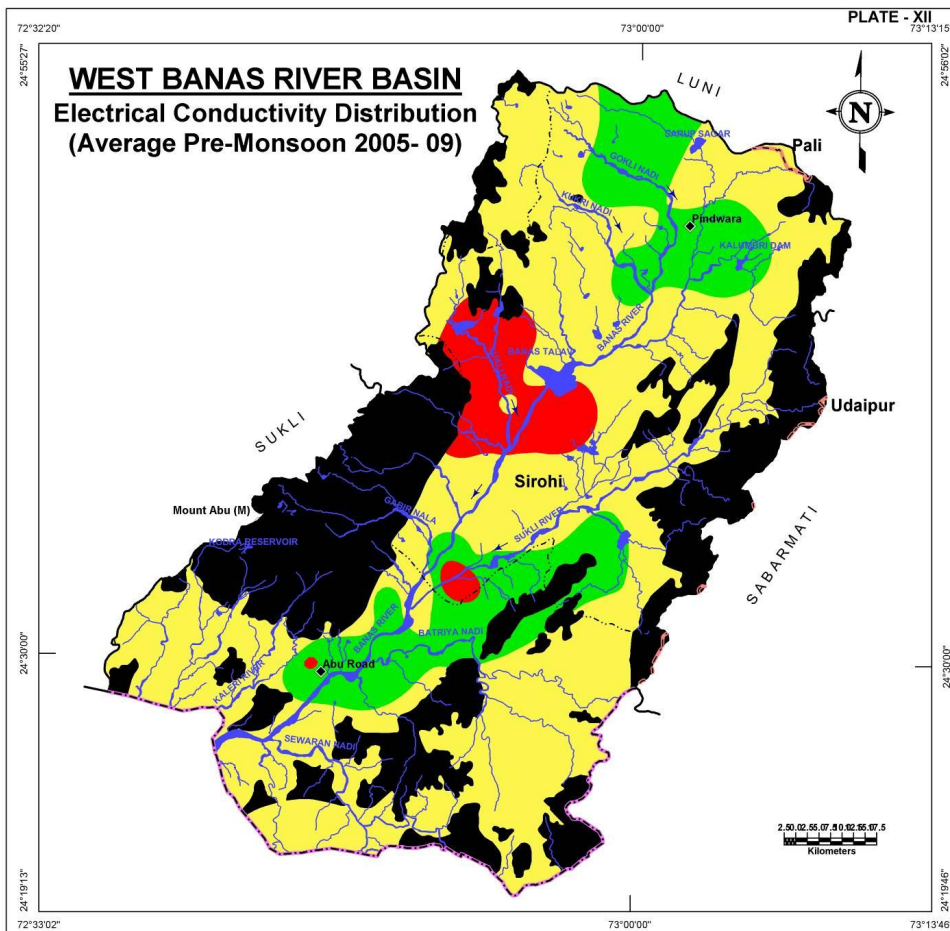 PLATE - XII
72°32'20"
73°00'00"
73°13'15"
24°55'27"
24°56'02"
WEST BANAS RIVER BASIN
Electrical Conductivity Distribution
(Average Pre-Monsoon 2005- 09)
N
LUNI
SARUP SAGAR
Pali
GOKLI NADI
KUKRI NADI
Pindwara
KALUMBRI DAM
BANAS RIVER
BANAS TALAV
Udaipur
SUKLI
Sirohi
Mount Abu (M)
GABIR NALA
SUKLI RIVER
KODRA RESERVOIR
SABARMATI
BANAS RIVER
BATRIYA NADI
24°30'00"
24°30'00"
Abu Road
KALERI RIVER
SEWARAN NADI
Kilometers
24°19'13"
24°19'46"
72°33'02"
73°00'00"
73°13'46"